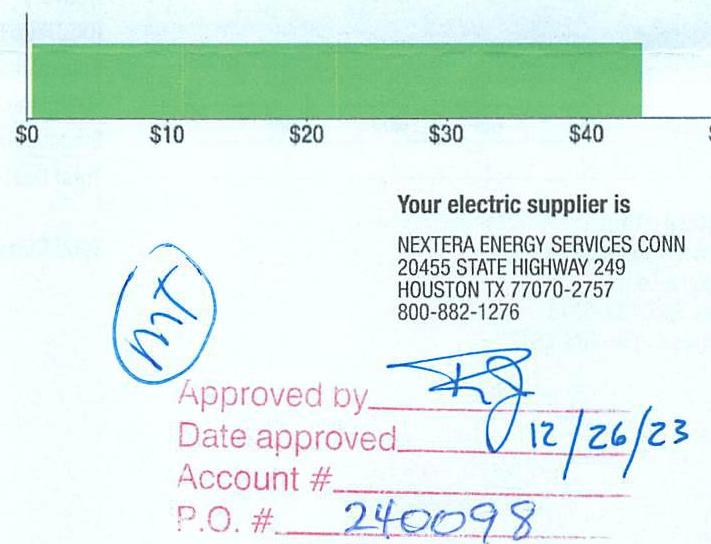 $0 $10 $20 $30 $40
Your electric supplier is
NEXTERA ENERGY SERVICES CONN
20455 STATE HIGHWAY 249
HOUSTON TX 77070-2757
800-882-1276
MT
Approved by
Date approved 12/26/23
Account #
P.O. # 240098